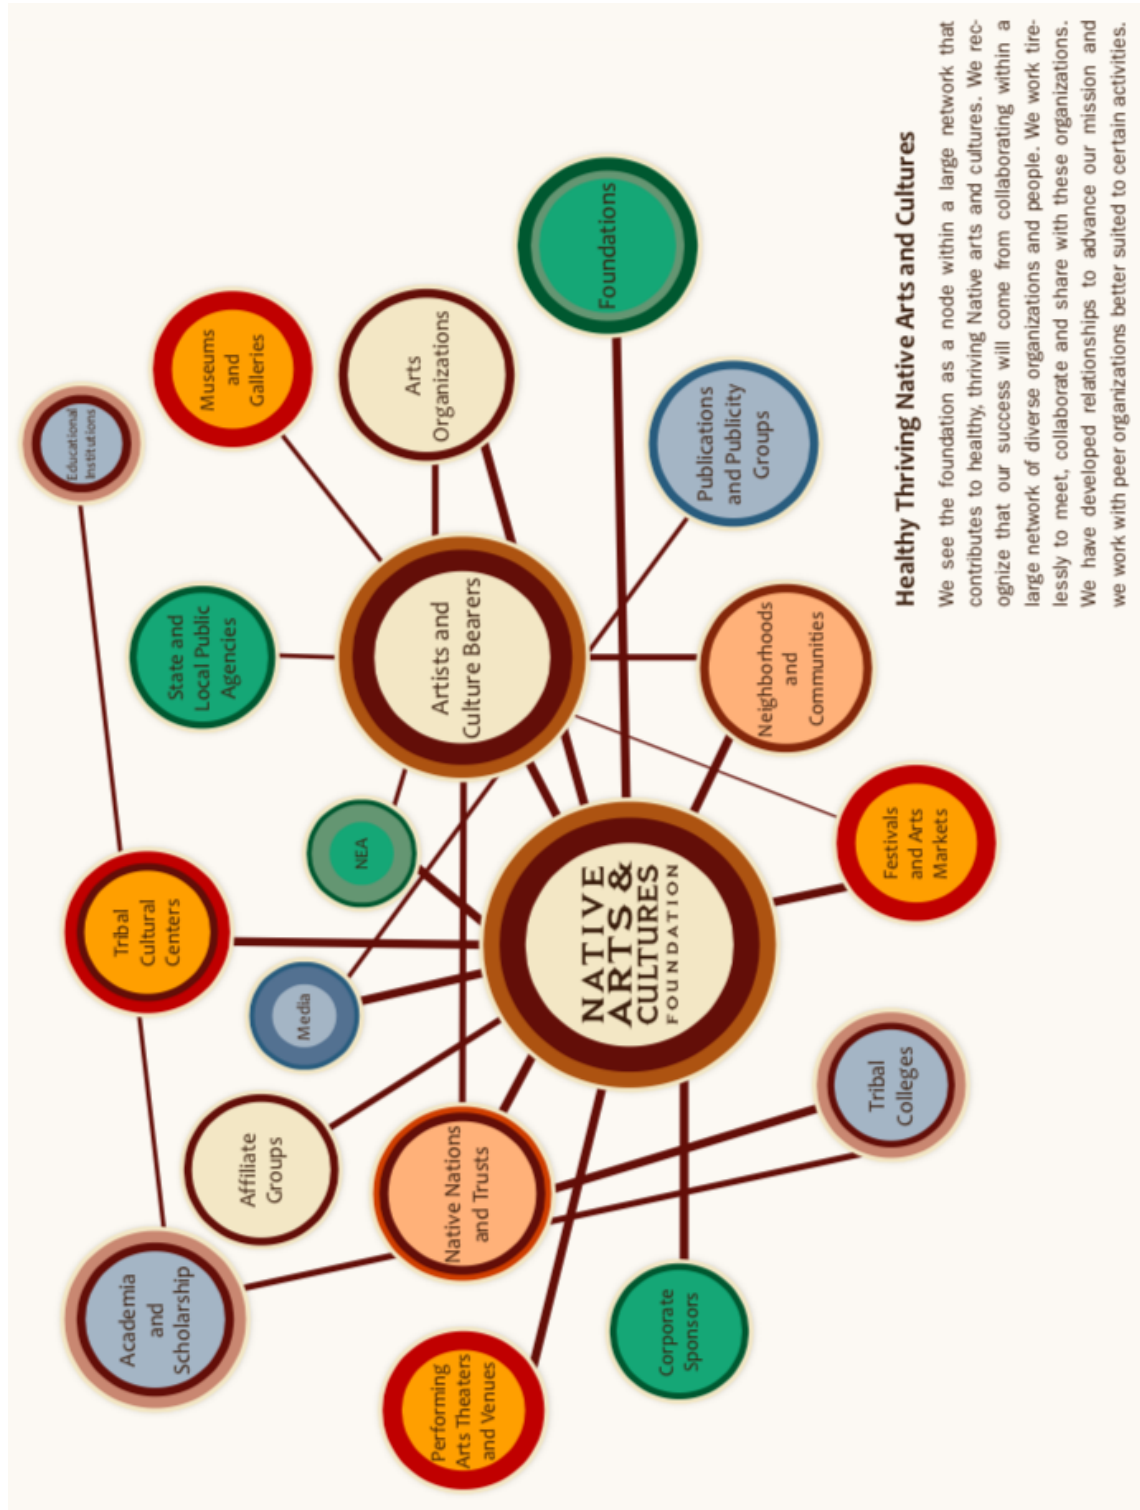 Educational
Institutions
Academia
and
Scholarship
Tribal
Cultural
Centers
State and
Local Public
Agencies
Museums
and
Galleries
Affiliate
Groups
Media
NEA
Arts
Organizations
Artists and
Culture Bearers
Performing
Arts Theaters
and Venues
Native Nations
and Trusts
NATIVE
ARTS &
CULTURES
FOUNDATION
Foundations
Corporate
Sponsors
Publications
and Publicity
Groups
Neighborhoods
and
Communities
Tribal
Colleges
Festivals
and Arts
Markets
Healthy Thriving Native Arts and Cultures
We see the foundation as a node within a large network that
contributes to healthy, thriving Native arts and cultures. We rec-
ognize that our success will come from collaborating within a
large network of diverse organizations and people. We work tire-
lessly to meet, collaborate and share with these organizations.
We have developed relationships to advance our mission and
we work with peer organizations better suited to certain activities.